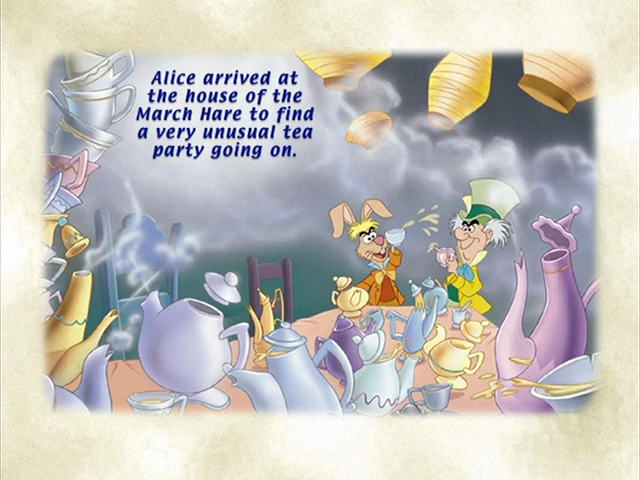 Alice arrived at
the house of the
March Hare to find
a very unusual tea
party going on.